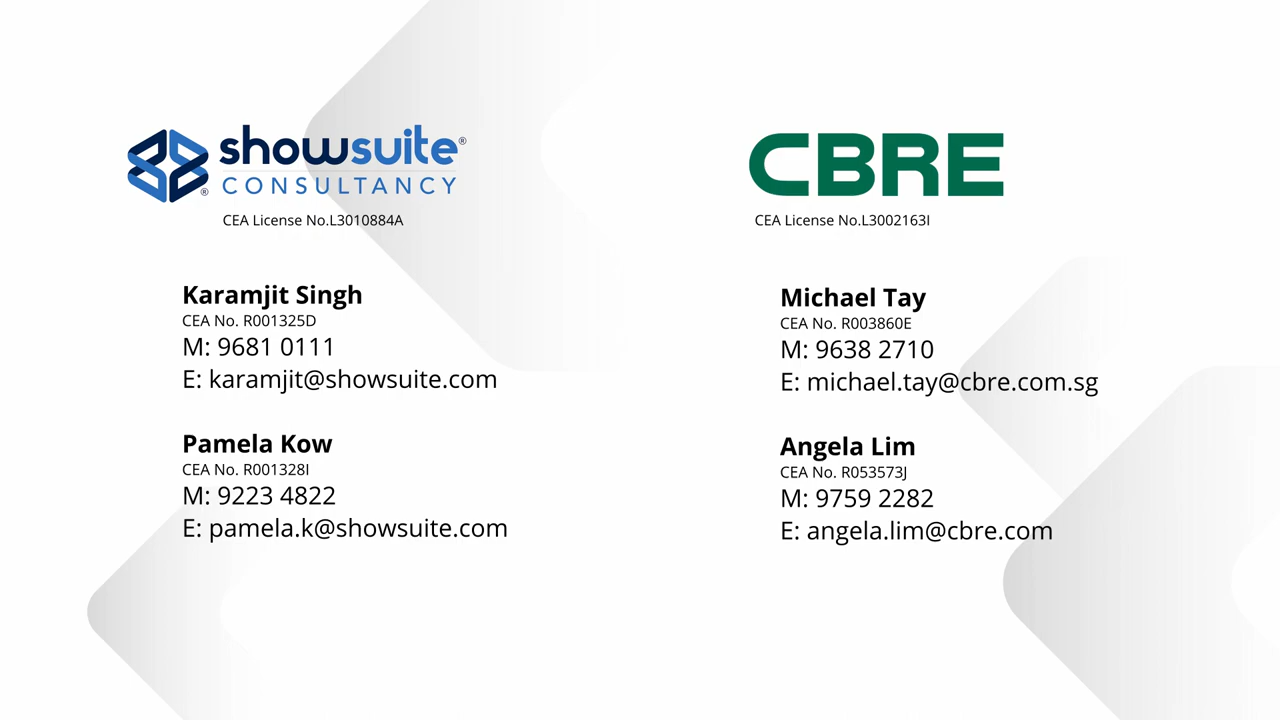 showsuite®
CONSULTANCY
®
CEA License No.L3010884A
Karamjit Singh
CEA No. R001325D
M: 9681 0111
E: karamjit@showsuite.com
Pamela Kow
CEA No. R001328I
M: 9223 4822
E: pamela.k@showsuite.com
CBRE
CEA License No.L3002163I
Michael Tay
CEA No. R003860E
M: 9638 2710
E: michael.tay@cbre.com.sg
Angela Lim
CEA No. R053573J
M: 9759 2282
E: angela.lim@cbre.com